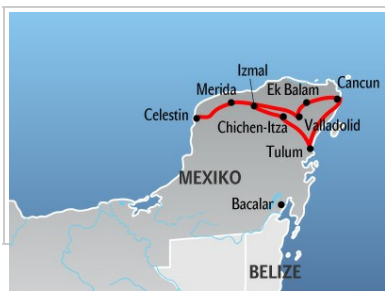 Izmal
Merida
Ek Balam
Cancun
Celestin
Chichen-Itza
Valladolid
Tulum
MEXIKO
Bacalar
BELIZE